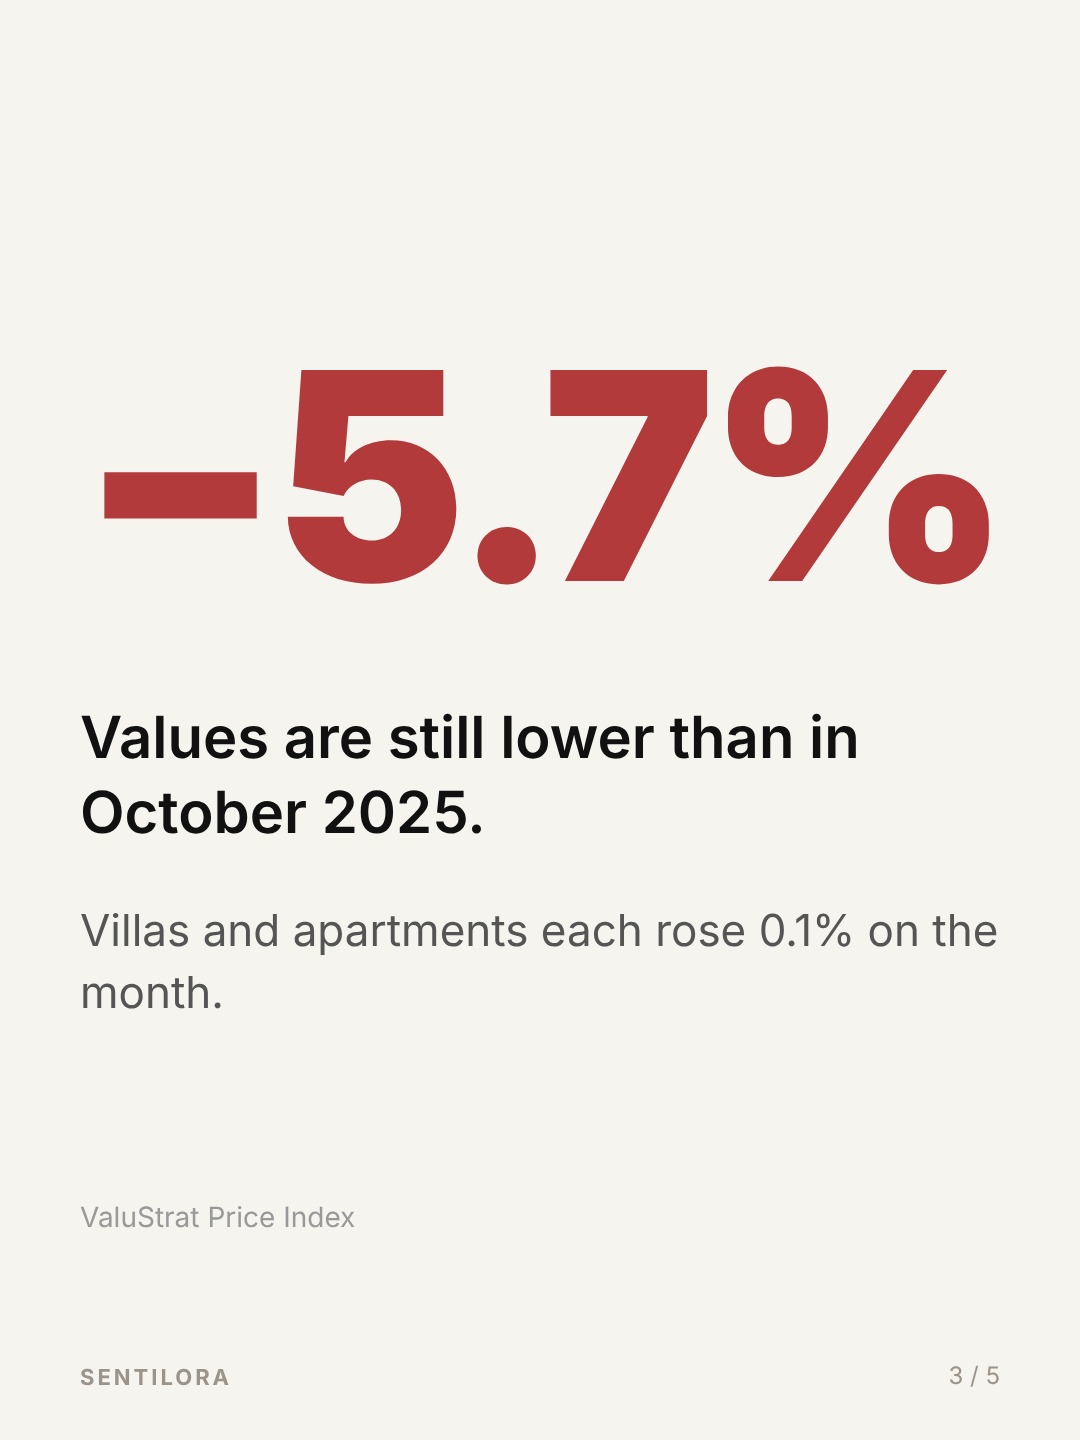 –5.7%
Values are still lower than in
October 2025.
Villas and apartments each rose 0.1% on the
month.
ValuStrat Price Index
SENTILORA
3 / 5